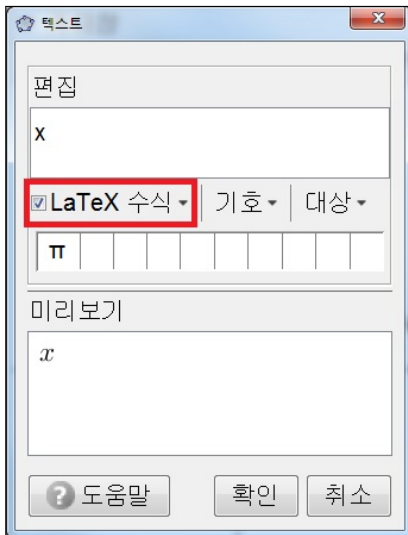 텍스트
편집
x
LaTeX 수식 기호 대상
π
미리보기
x
도움말 확인 취소